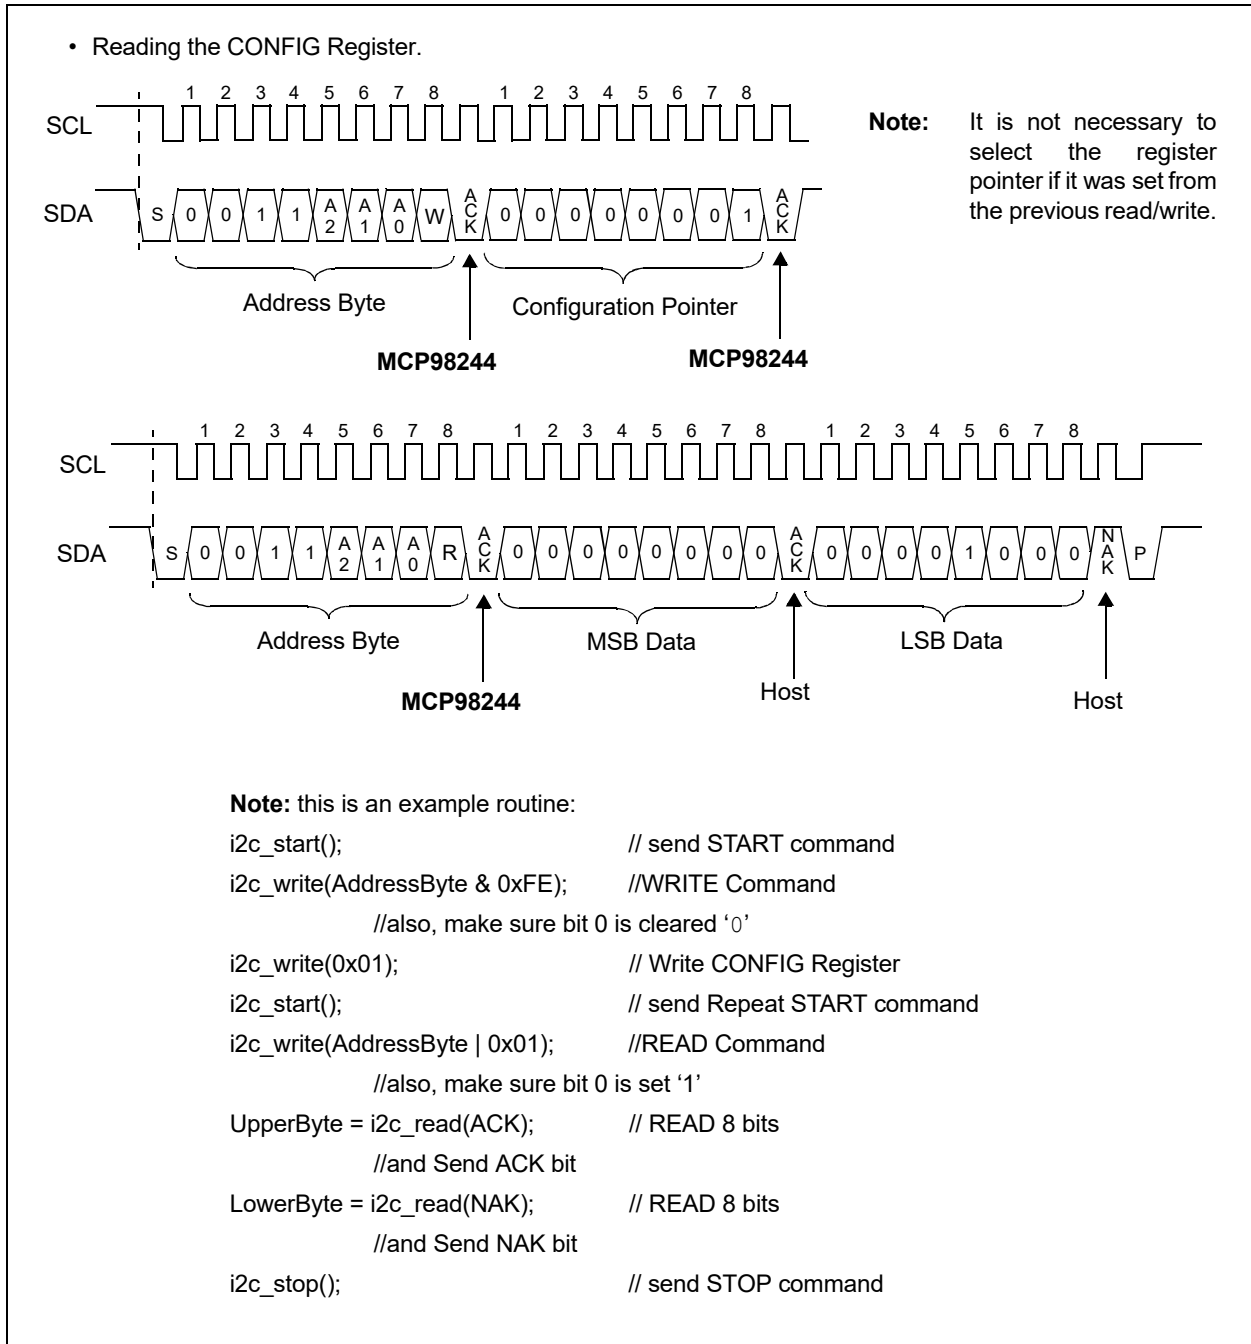 • Reading the CONFIG Register.
1 2 3 4 5 6 7 8 1 2 3 4 5 6 7 8
SCL
SDA S 0 0 1 1 A2 A1 A0 W ACK 0 0 0 0 0 0 0 1 ACK
Address Byte Configuration Pointer
MCP98244 MCP98244
Note: It is not necessary to
select the register
pointer if it was set from
the previous read/write.
1 2 3 4 5 6 7 8 1 2 3 4 5 6 7 8 1 2 3 4 5 6 7 8
SCL
SDA S 0 0 1 1 A2 A1 A0 R ACK 0 0 0 0 0 0 0 0 ACK 0 0 0 0 1 0 0 0 NAK P
Address Byte MSB Data LSB Data
MCP98244 Host Host
Note: this is an example routine:
i2c_start(); // send START command
i2c_write(AddressByte & 0xFE); //WRITE Command
//also, make sure bit 0 is cleared ‘0’
i2c_write(0x01); // Write CONFIG Register
i2c_start(); // send Repeat START command
i2c_write(AddressByte | 0x01); //READ Command
//also, make sure bit 0 is set ‘1’
UpperByte = i2c_read(ACK); // READ 8 bits
//and Send ACK bit
LowerByte = i2c_read(NAK); // READ 8 bits
//and Send NAK bit
i2c_stop(); // send STOP command